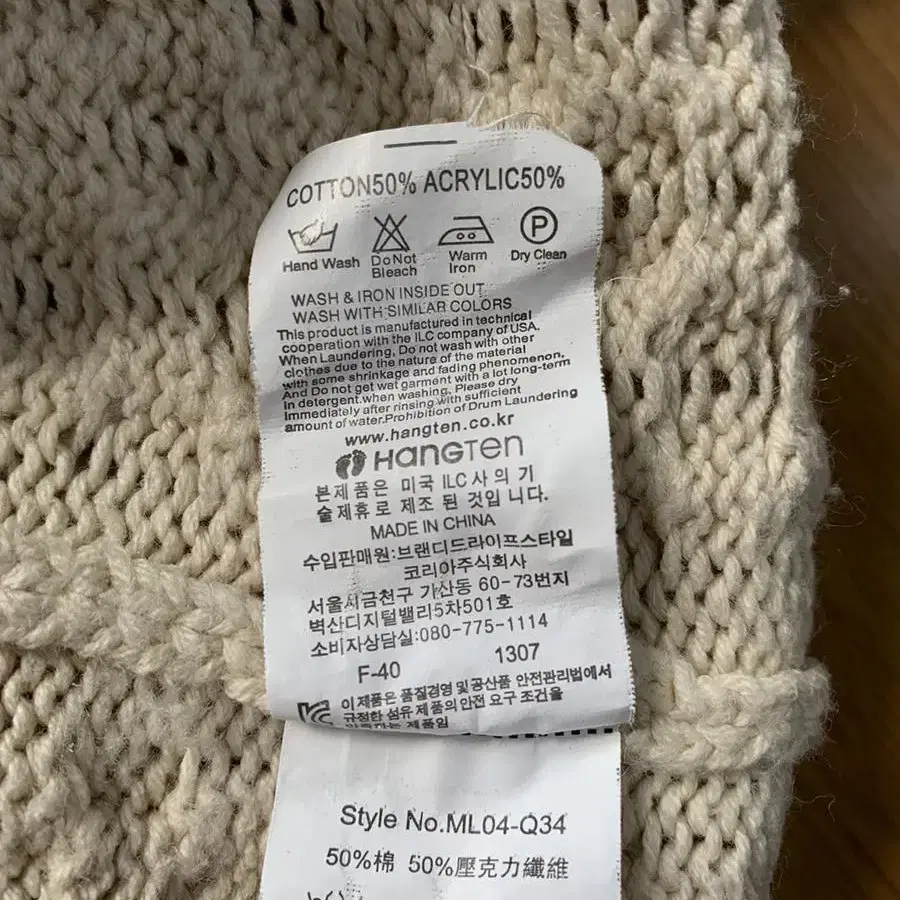 COTTON50% ACRYLIC50%
Hand Wash
Do Not Bleach
Warm Iron
P
Dry Clean
WASH & IRON INSIDE OUT
WASH WITH SIMILAR COLORS
This product is manufactured in technical
cooperation with the ILC company of USA.
When Laundering, Do not wash with other
clothes due to the nature of the material
with some shrinkage and fading phenomenon.
And Do not get wet garment with a lot long-term
In detergent.when washing, Please dry
Immediately after rinsing with sufficient
amount of water.Prohibition of Drum Laundering
www.hangten.co.kr
HANGTEN
본제품은 미국 ILC사의 기
술제휴로 제조 된 것입 니다.
MADE IN CHINA
수입판매원:브랜디드라이프스타일
코리아주식회사
서울시금천구 가산동 60-73번지
벽산디지털밸리5차501호
소비자상담실:080-775-1114
F-40 1307
이제품은 품질경영 및 공산품 안전관리법에서
규정한 섬유 제품의 안전 요구 조건을
제품임
Style No.ML04-Q34
50%棉 50%壓克力纖維